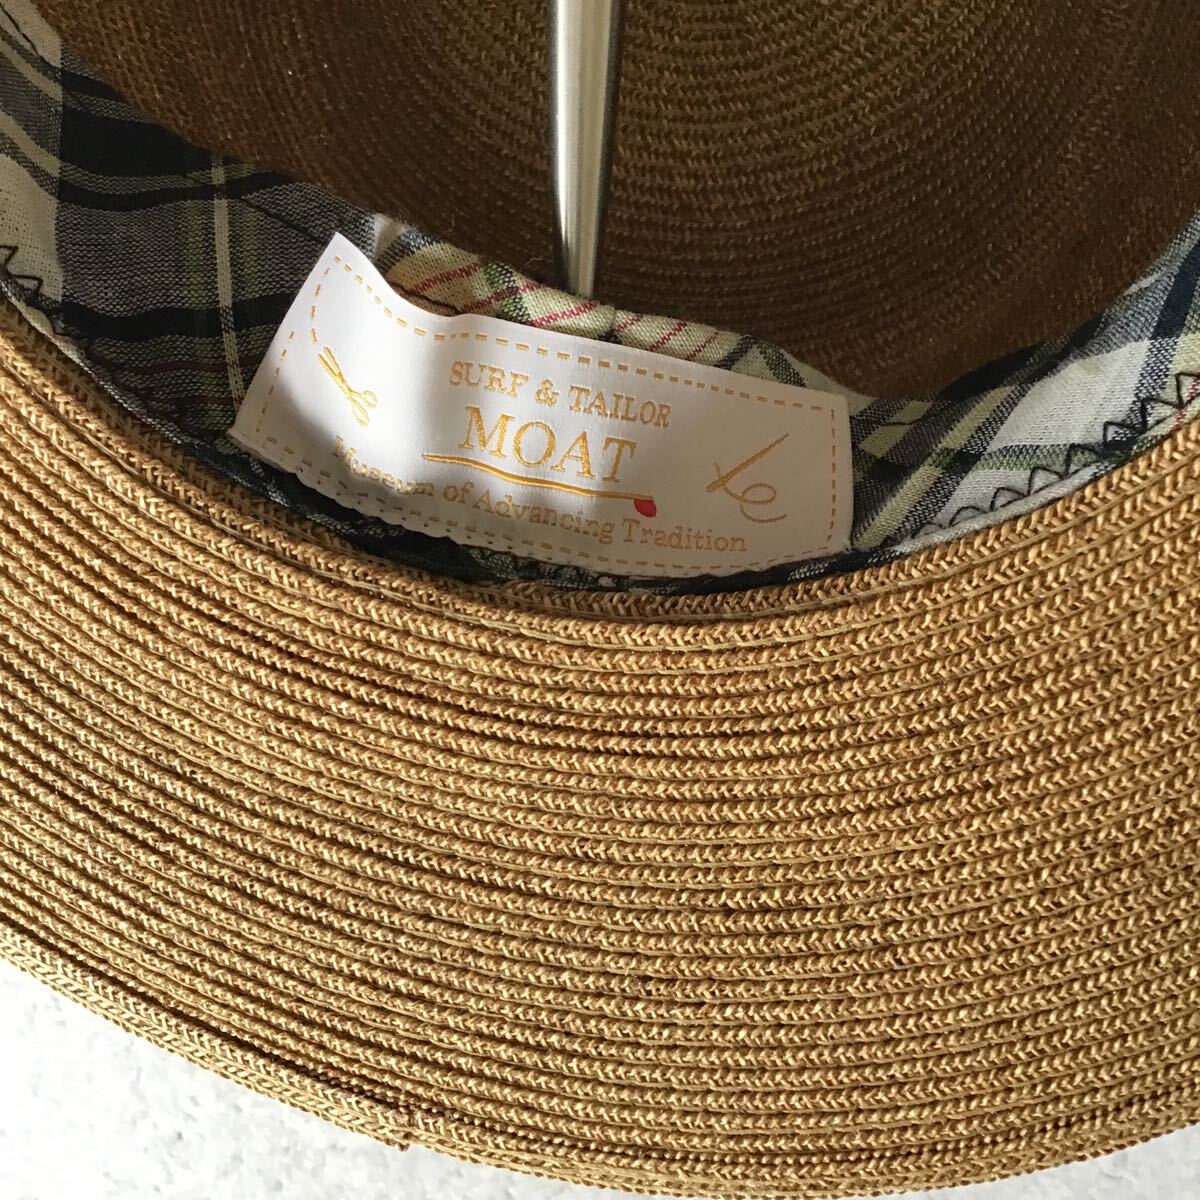 SURF & TAILOR
MOAT
Museum of Advancing Tradition